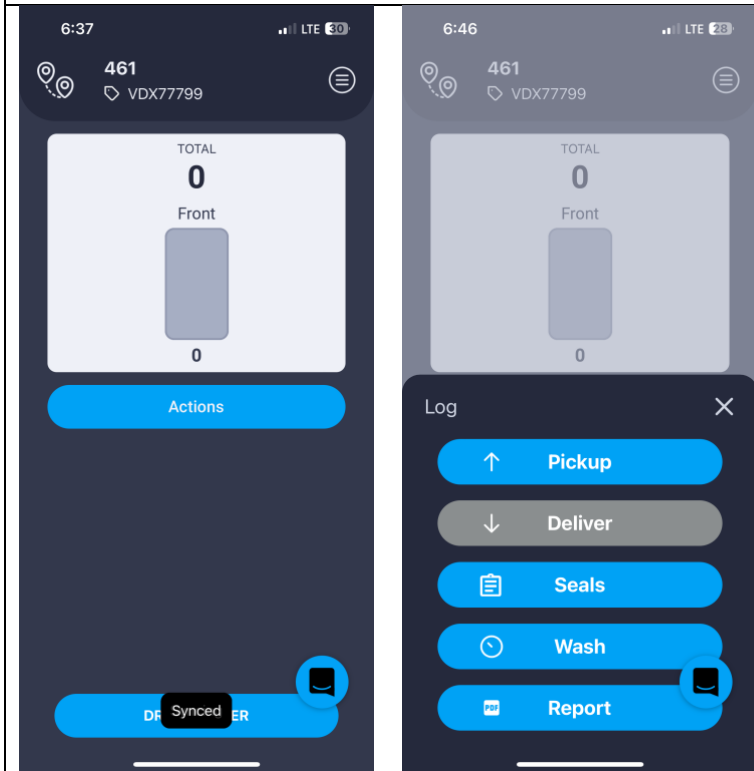 6:37
LTE 30
461
VDX77799
TOTAL
0
Front
0
Actions
Synced
6:46
LTE 28
461
VDX77799
TOTAL
0
Front
0
Log
Pickup
Deliver
Seals
Wash
PDF Report